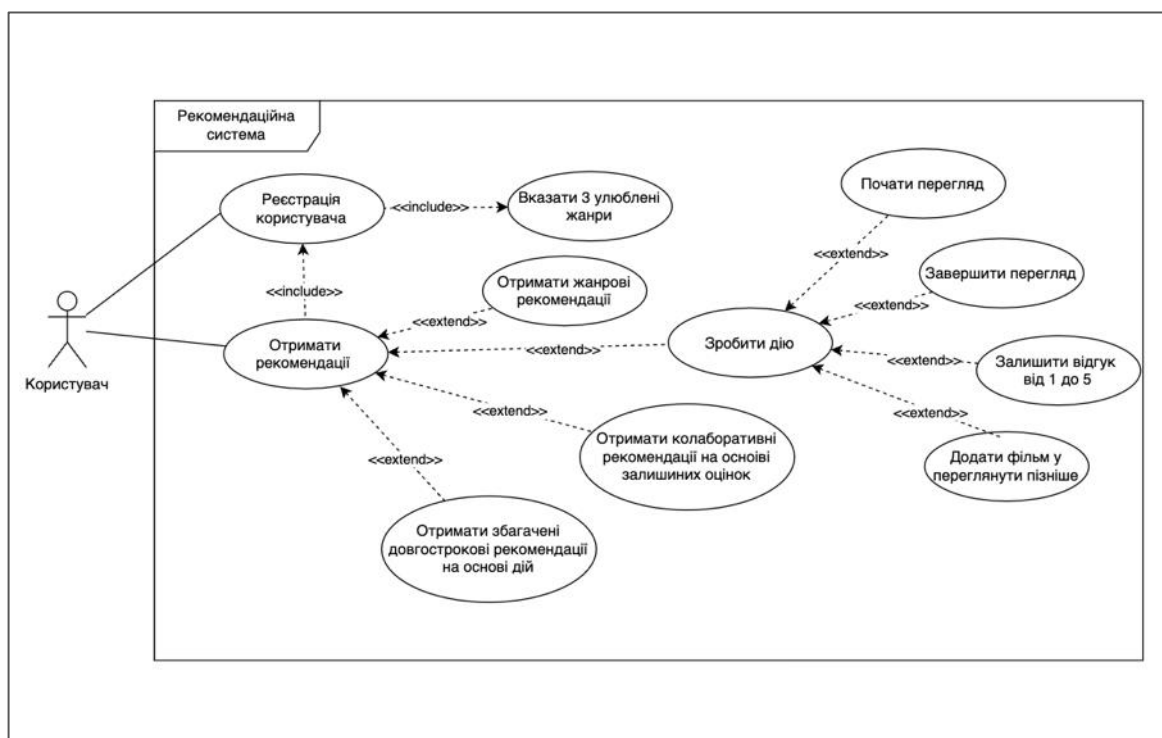 Рекомендаційна
система
Реєстрація
користувача
<<include>>
Вказати 3 улюблені
жанри
Почати перегляд
<<extend>>
Завершити перегляд
<<extend>>
<<include>>
Отримати жанрові
рекомендації
<<extend>>
Отримати
рекомендації
<<extend>>
Зробити дію
<<extend>>
Залишити відгук
від 1 до 5
Користувач
<<extend>>
<<extend>>
Додати фільм у
переглянути пізніше
Отримати колаборативні
рекомендації на основі
залишиних оцінок
<<extend>>
Отримати збагачені
довгострокові рекомендації
на основі дій